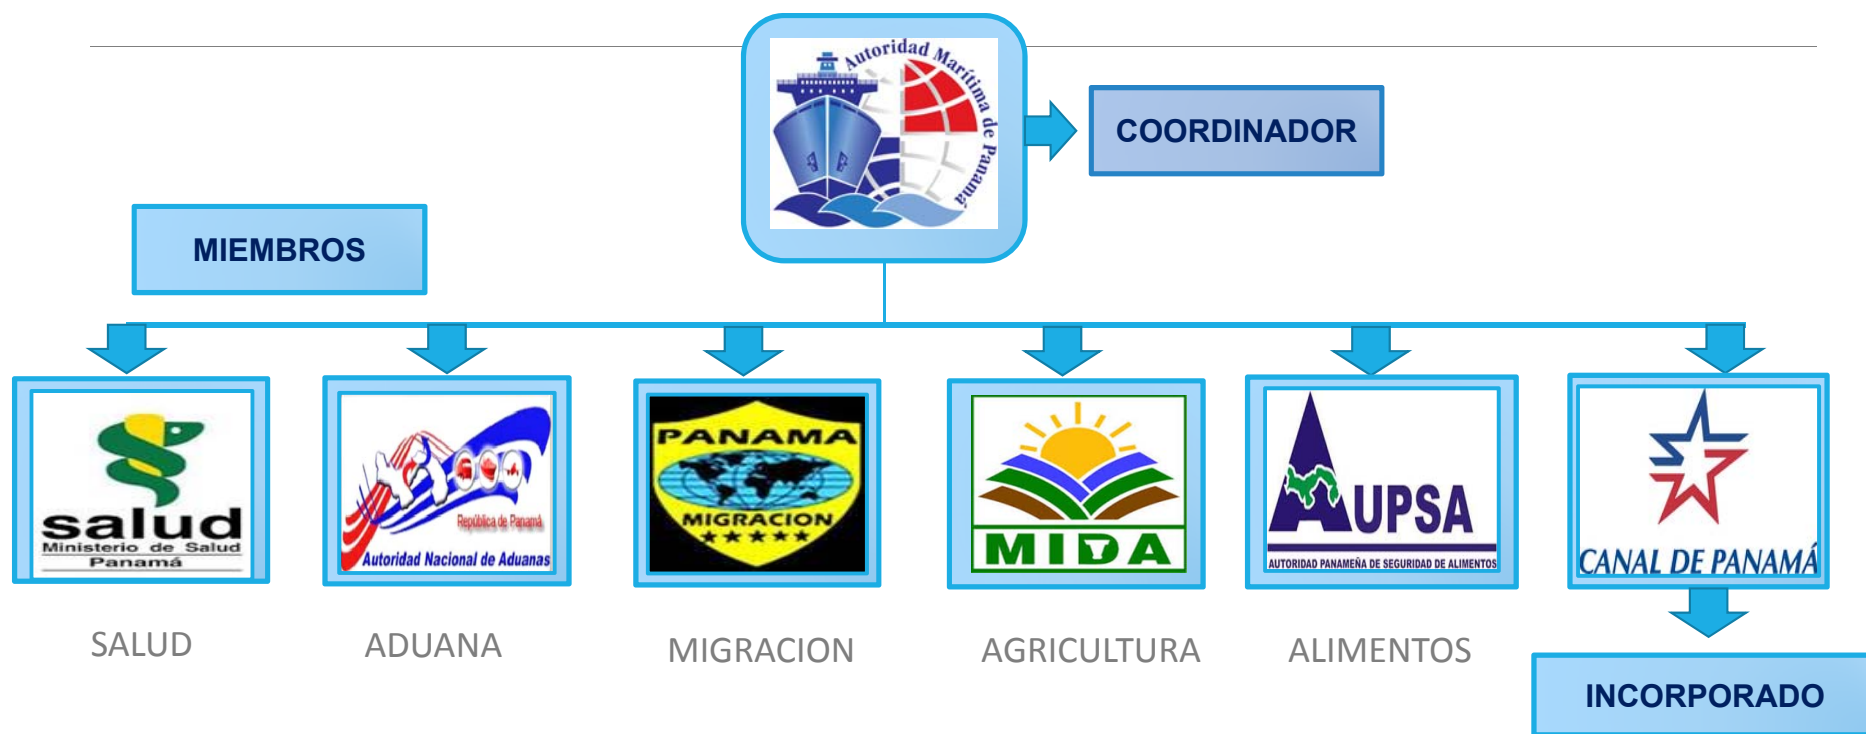 Autoridad Marítima de Panamá
COORDINADOR
MIEMBROS
salud
Ministerio de Salud
Panamá
República de Panamá
Autoridad Nacional de Aduanas
PANAMA
MIGRACION
MIDA
AUPSA
AUTORIDAD PANAMEÑA DE SEGURIDAD DE ALIMENTOS
CANAL DE PANAMÁ
SALUD
ADUANA
MIGRACION
AGRICULTURA
ALIMENTOS
INCORPORADO